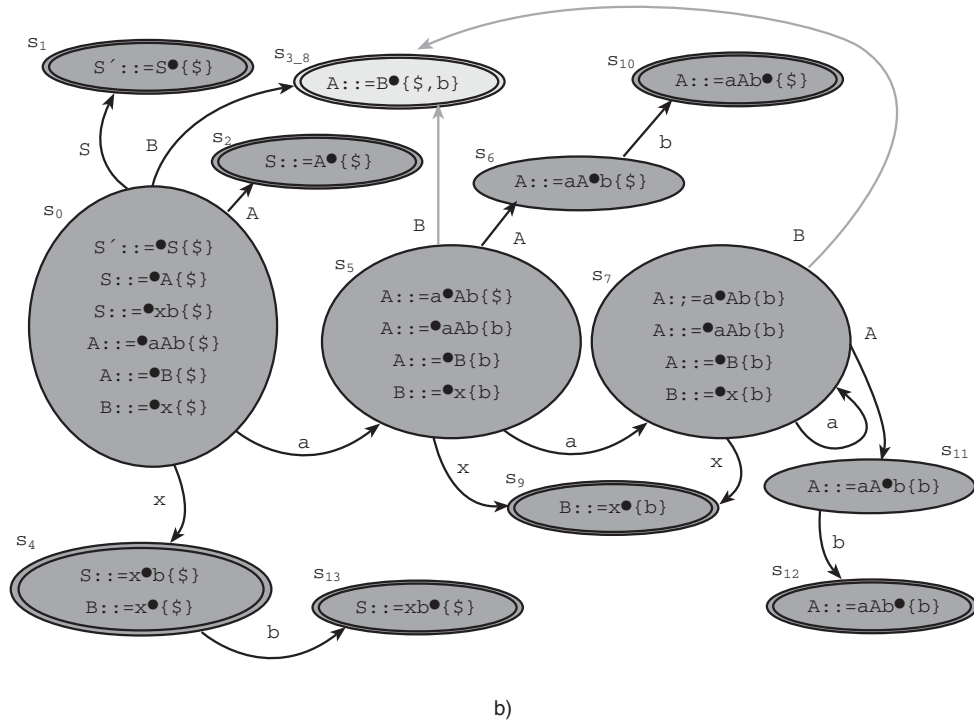 s1
S´::=S●{$}
s3_8
A::=B●{$,b}
s10
A::=aAb●{$}
S
B
s2
S::=A●{$}
b
s6
A::=aA●b{$}
A
s0
S´::=●S{$}
S::=●A{$}
S::=●xb{$}
A::=●aAb{$}
A::=●B{$}
B::=●x{$}
B
A
s5
A::=a●Ab{$}
A::=●aAb{b}
A::=●B{b}
B::=●x{b}
B
s7
A:;=a●Ab{b}
A::=●aAb{b}
A::=●B{b}
B::=●x{b}
A
a
a
a
x
x
x
s9
B::=x●{b}
s11
A::=aA●b{b}
b
s4
S::=x●b{$}
B::=x●{$}
b
s13
S::=xb●{$}
s12
A::=aAb●{b}
b)